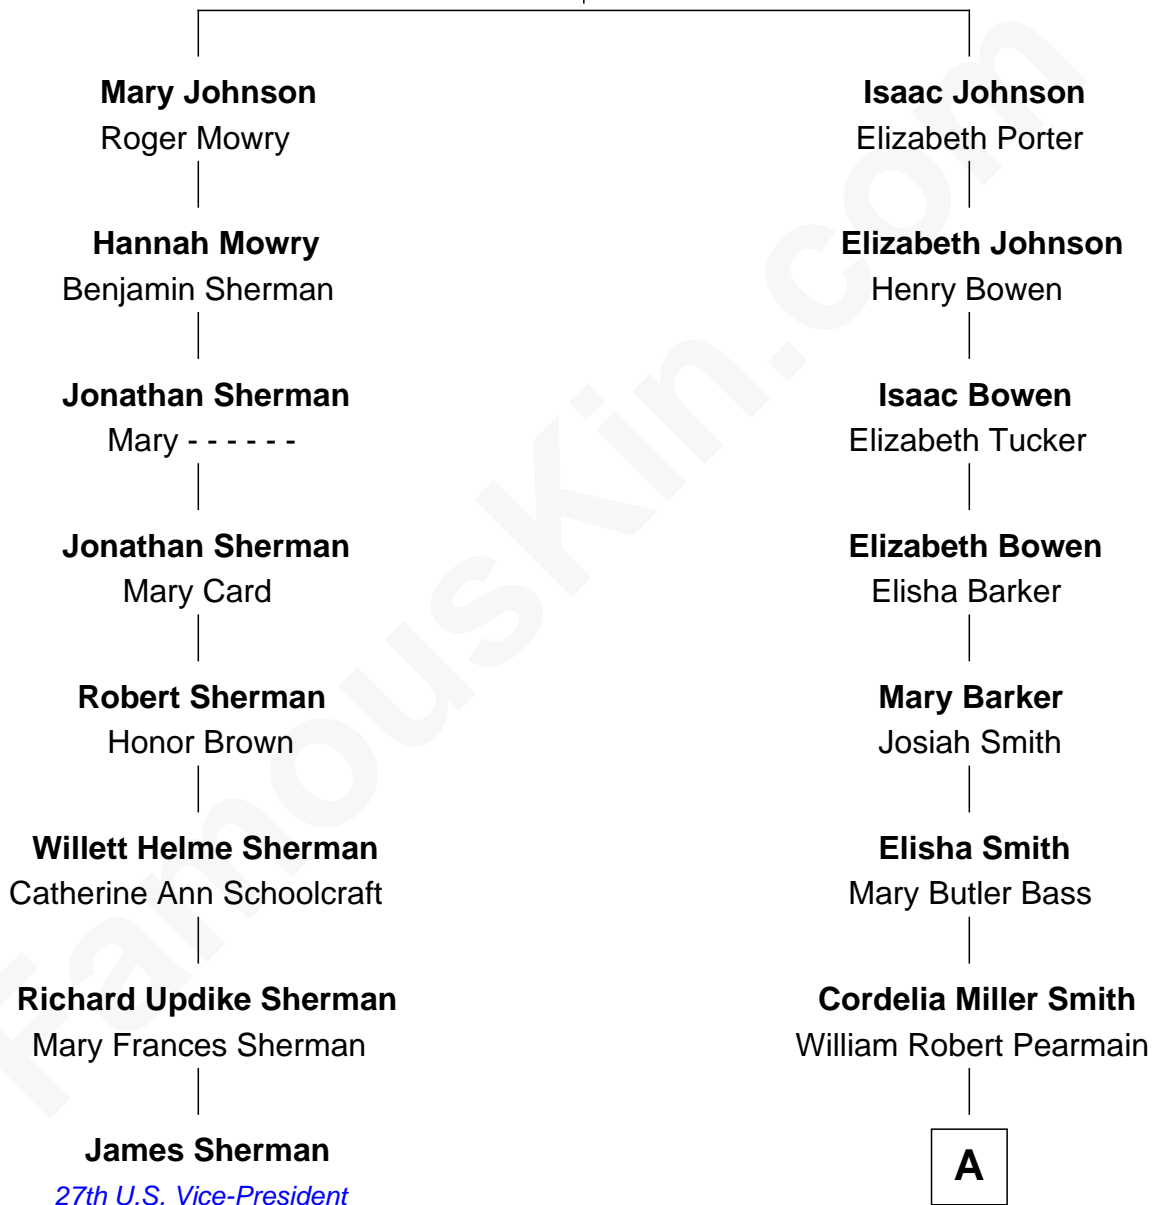 Mary Johnson
Roger Mowry
Isaac Johnson
Elizabeth Porter
Hannah Mowry
Benjamin Sherman
Elizabeth Johnson
Henry Bowen
Jonathan Sherman
Mary - - - - - -
Isaac Bowen
Elizabeth Tucker
Jonathan Sherman
Mary Card
Elizabeth Bowen
Elisha Barker
Robert Sherman
Honor Brown
Mary Barker
Josiah Smith
Willett Helme Sherman
Catherine Ann Schoolcraft
Elisha Smith
Mary Butler Bass
Richard Updike Sherman
Mary Frances Sherman
Cordelia Miller Smith
William Robert Pearmain
James Sherman
27th U.S. Vice-President
A
FamousKin.com